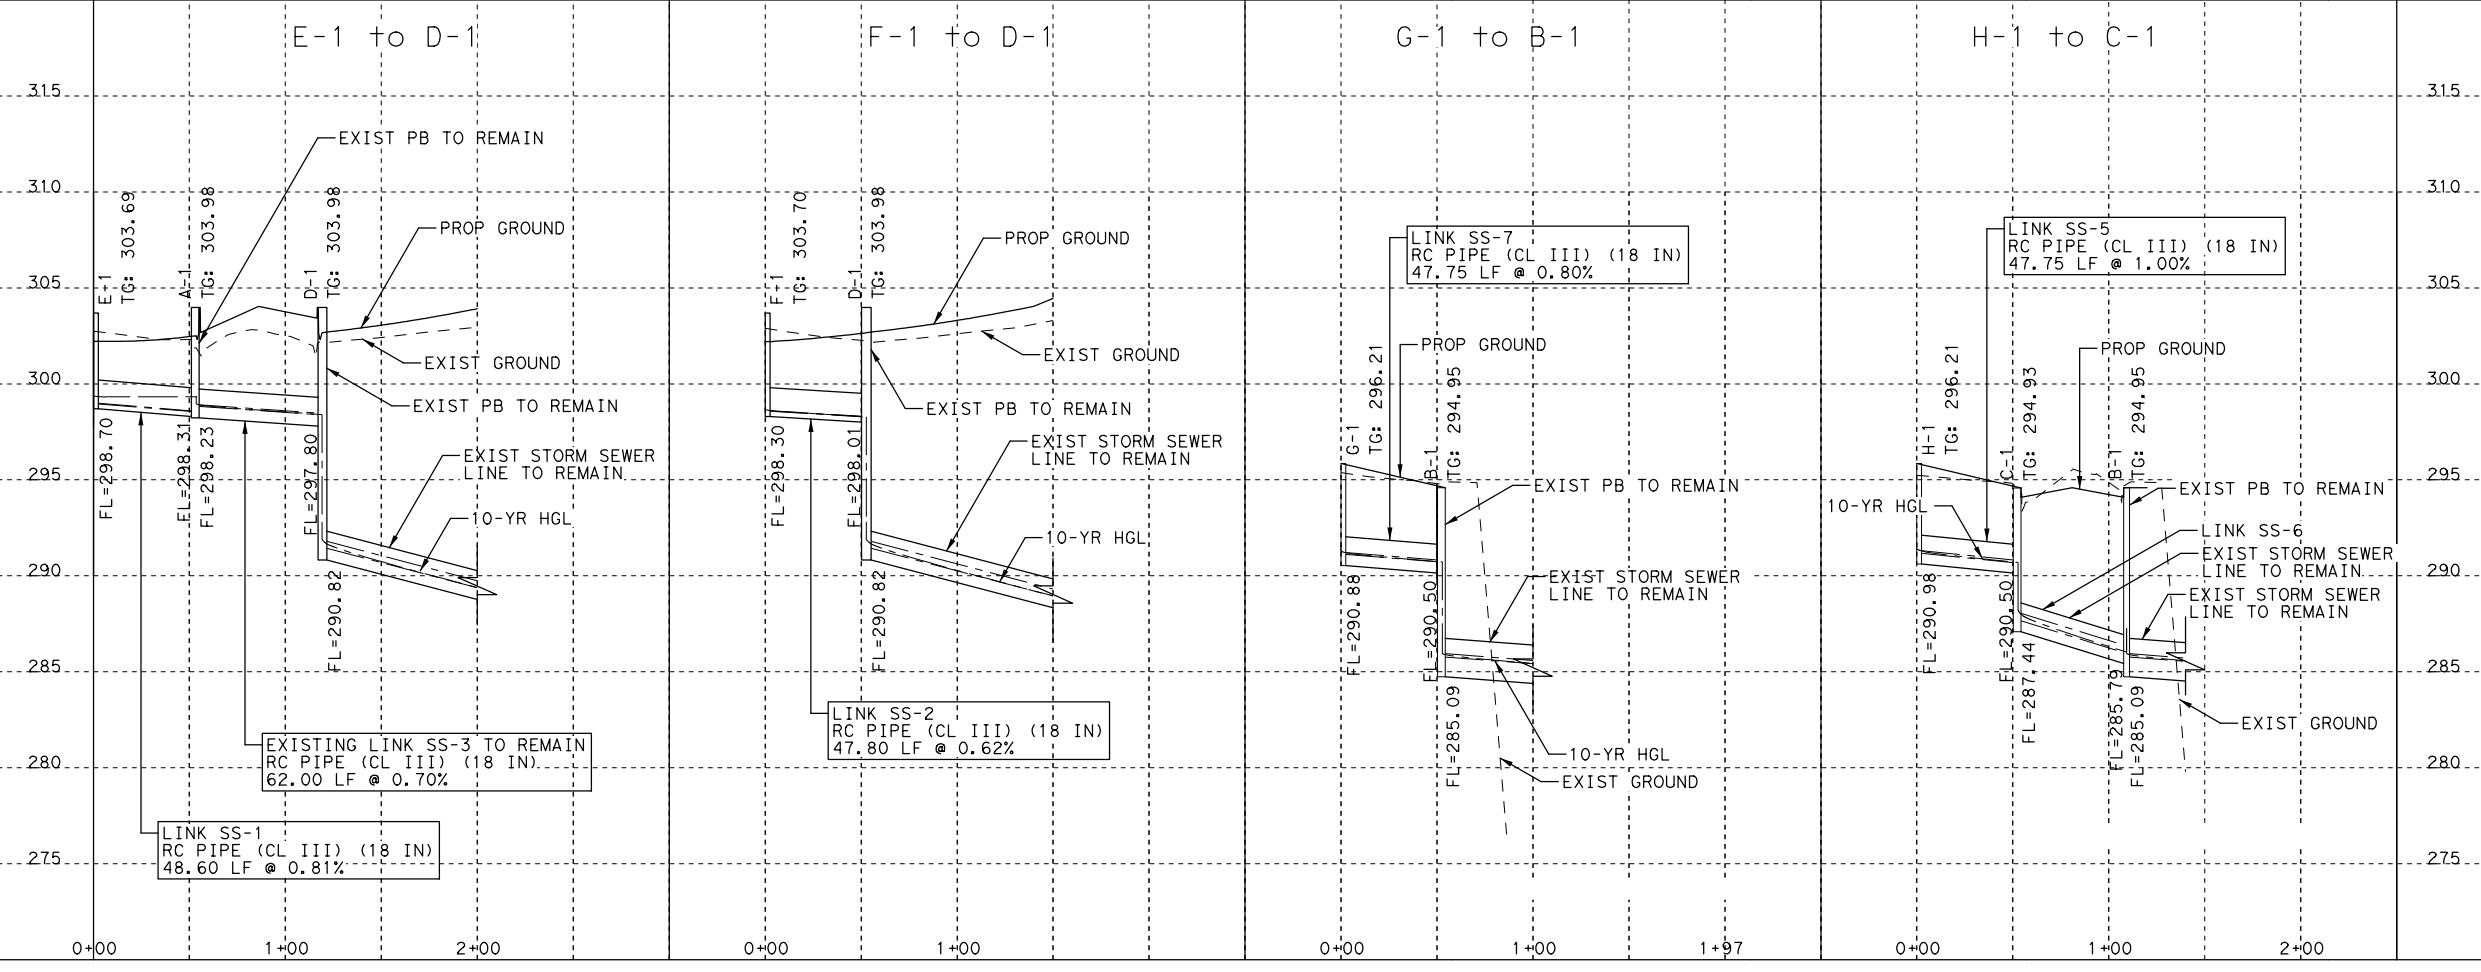 E-1 to D-1
315
310
305
300
295
290
285
280
275
EXIST PB TO REMAIN
E-1
TG: 303.69
A-1
TG: 303.98
D-1
TG: 303.98
PROP GROUND
EXIST GROUND
EXIST PB TO REMAIN
FL=298.70
FL=298.31
FL=298.23
FL=297.80
EXIST STORM SEWER
LINE TO REMAIN
10-YR HGL
FL=290.82
EXISTING LINK SS-3 TO REMAIN
RC PIPE (CL III) (18 IN)
62.00 LF @ 0.70%
LINK SS-1
RC PIPE (CL III) (18 IN)
48.60 LF @ 0.81%
0+00
1+00
2+00
F-1 to D-1
F-1
TG: 303.70
D-1
TG: 303.98
PROP GROUND
EXIST GROUND
EXIST PB TO REMAIN
FL=298.30
FL=298.01
EXIST STORM SEWER
LINE TO REMAIN
10-YR HGL
FL=290.82
LINK SS-2
RC PIPE (CL III) (18 IN)
47.80 LF @ 0.62%
0+00
1+00
G-1 to B-1
LINK SS-7
RC PIPE (CL III) (18 IN)
47.75 LF @ 0.80%
PROP GROUND
G-1
TG: 296.21
B-1
TG: 294.95
EXIST PB TO REMAIN
EXIST STORM SEWER
LINE TO REMAIN
FL=290.88
FL=290.50
FL=285.09
10-YR HGL
EXIST GROUND
0+00
1+00
1+97
H-1 to C-1
LINK SS-5
RC PIPE (CL III) (18 IN)
47.75 LF @ 1.00%
PROP GROUND
H-1
TG: 296.21
C-1
TG: 294.93
B-1
TG: 294.95
10-YR HGL
EXIST PB TO REMAIN
LINK SS-6
EXIST STORM SEWER
LINE TO REMAIN
EXIST STORM SEWER
LINE TO REMAIN
FL=290.98
FL=290.50
FL=287.44
FL=285.79
FL=285.09
EXIST GROUND
0+00
1+00
2+00
315
310
305
300
295
290
285
280
275